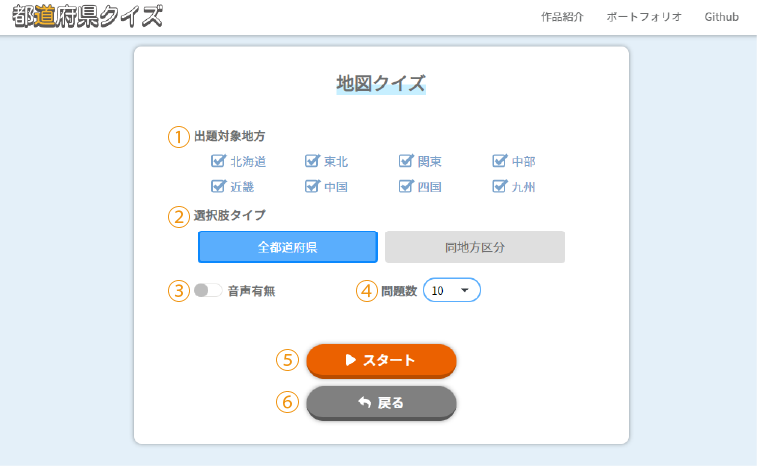 都道府県クイズ
作品紹介 ポートフォリオ Github
地図クイズ
① 出題対象地方
北海道 東北 関東 中部
近畿 中国 四国 九州
② 選択肢タイプ
全都道府県 同地方区分
③ 音声有無 ④ 問題数 10
⑤ スタート
⑥ 戻る